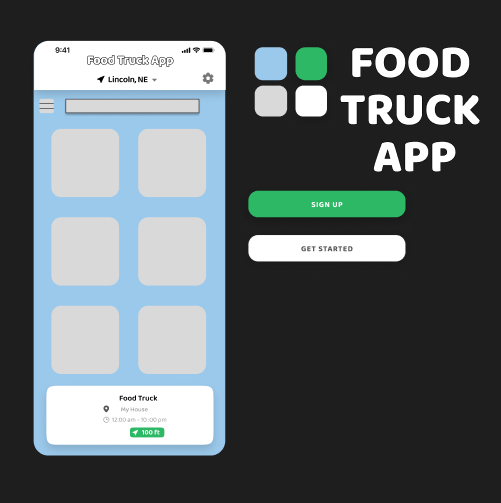 9:41
Food Truck App
Lincoln, NE
Food Truck
My House
12:00 am - 10:00 pm
100 ft
FOOD
TRUCK
APP
SIGN UP
GET STARTED